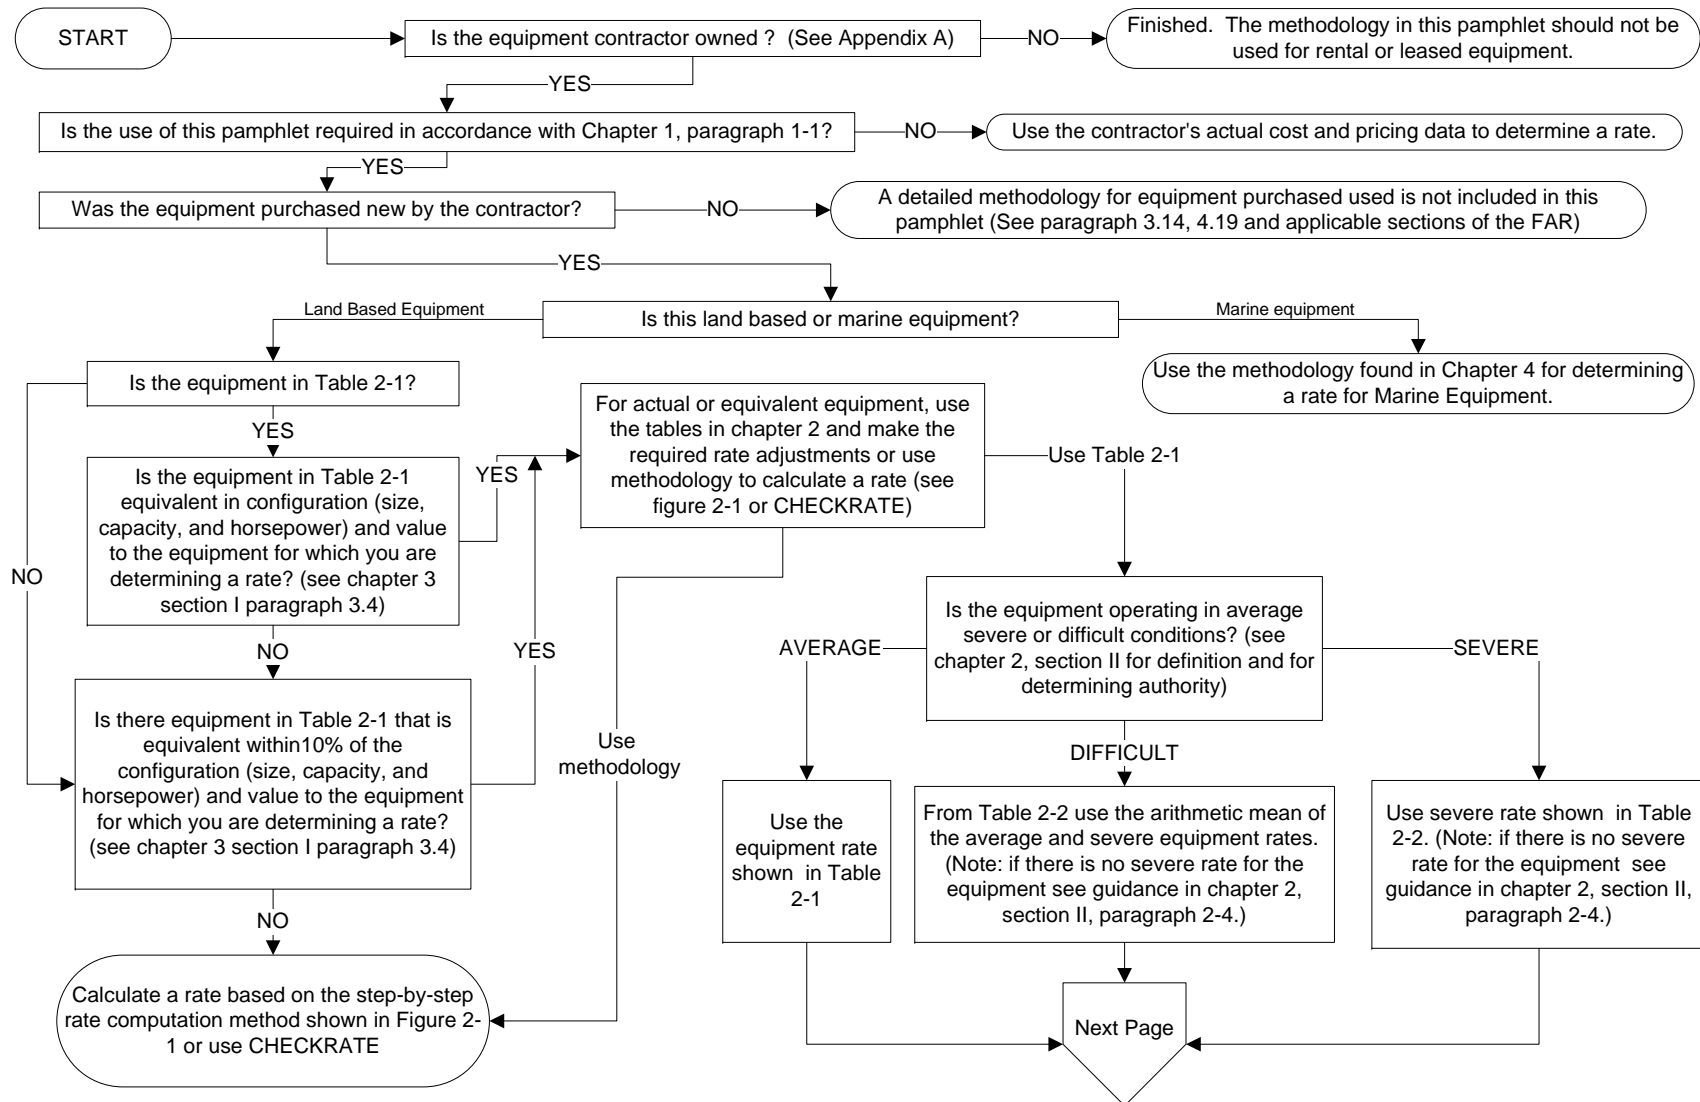 START
Is the equipment contractor owned ?  (See Appendix A)
NO
Finished.  The methodology in this pamphlet should not be
used for rental or leased equipment.
YES
Is the use of this pamphlet required in accordance with Chapter 1, paragraph 1-1?
NO
Use the contractor's actual cost and pricing data to determine a rate.
YES
Was the equipment purchased new by the contractor?
NO
A detailed methodology for equipment purchased used is not included in this
pamphlet (See paragraph 3.14, 4.19 and applicable sections of the FAR)
YES
Land Based Equipment
Is this land based or marine equipment?
Marine equipment
Use the methodology found in Chapter 4 for determining
a rate for Marine Equipment.
Is the equipment in Table 2-1?
NO
YES
Is the equipment in Table 2-1
equivalent in configuration (size,
capacity, and horsepower) and value
to the equipment for which you are
determining a rate? (see chapter 3
section I paragraph 3.4)
YES
NO
Is there equipment in Table 2-1 that is
equivalent within10% of the
configuration (size, capacity, and
horsepower) and value to the equipment
for which you are determining a rate?
(see chapter 3 section I paragraph 3.4)
YES
NO
Calculate a rate based on the step-by-step
rate computation method shown in Figure 2-
1 or use CHECKRATE
For actual or equivalent equipment, use
the tables in chapter 2 and make the
required rate adjustments or use
methodology to calculate a rate (see
figure 2-1 or CHECKRATE)
Use
methodology
Use Table 2-1
Is the equipment operating in average
severe or difficult conditions? (see
chapter 2, section II for definition and for
determining authority)
AVERAGE
DIFFICULT
SEVERE
Use the
equipment rate
shown  in Table
2-1
From Table 2-2 use the arithmetic mean of
the average and severe equipment rates.
(Note: if there is no severe rate for the
equipment see guidance in chapter 2,
section II, paragraph 2-4.)
Use severe rate shown  in Table
2-2. (Note: if there is no severe
rate for the equipment  see
guidance in chapter 2, section II,
paragraph 2-4.)
Next Page